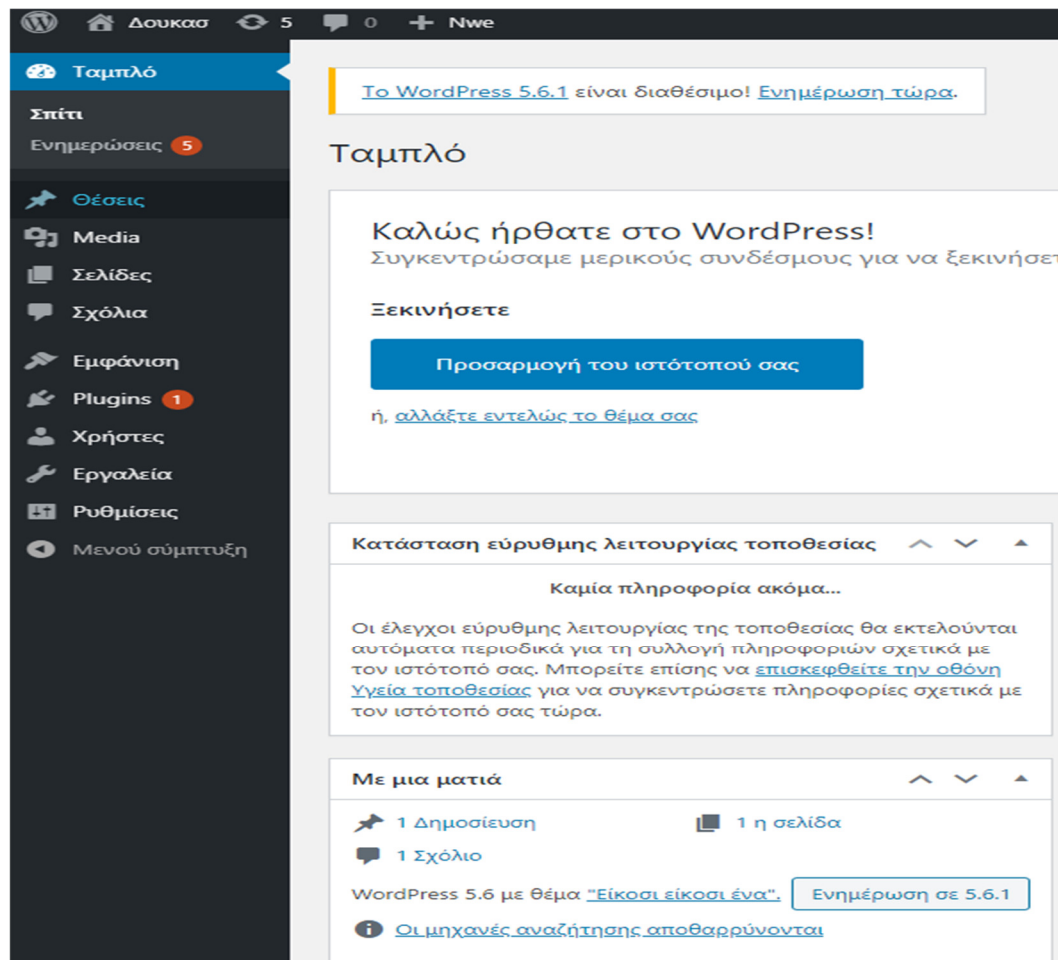 Δουκασ 5 0 + Nwe
Ταμπλό
Σπίτι
Ενημερώσεις 5
Θέσεις
Media
Σελίδες
Σχόλια
Εμφάνιση
Plugins 1
Χρήστες
Εργαλεία
Ρυθμίσεις
Μενού σύμπτυξη
Το WordPress 5.6.1 είναι διαθέσιμο! Ενημέρωση τώρα.
Ταμπλό
Καλώς ήρθατε στο WordPress!
Συγκεντρώσαμε μερικούς συνδέσμους για να ξεκινήσετ
Ξεκινήσετε
Προσαρμογή του ιστότοπού σας
ή, αλλάξτε εντελώς το θέμα σας
Κατάσταση εύρυθμης λειτουργίας τοποθεσίας
Καμία πληροφορία ακόμα...
Οι έλεγχοι εύρυθμης λειτουργίας της τοποθεσίας θα εκτελούνται
αυτόματα περιοδικά για τη συλλογή πληροφοριών σχετικά με
τον ιστότοπό σας. Μπορείτε επίσης να επισκεφθείτε την οθόνη
Υγεία τοποθεσίας για να συγκεντρώσετε πληροφορίες σχετικά με
τον ιστότοπό σας τώρα.
Με μια ματιά
1 Δημοσίευση
1 η σελίδα
1 Σχόλιο
WordPress 5.6 με θέμα "Είκοσι είκοσι ένα". Ενημέρωση σε 5.6.1
Οι μηχανές αναζήτησης αποθαρρύνονται